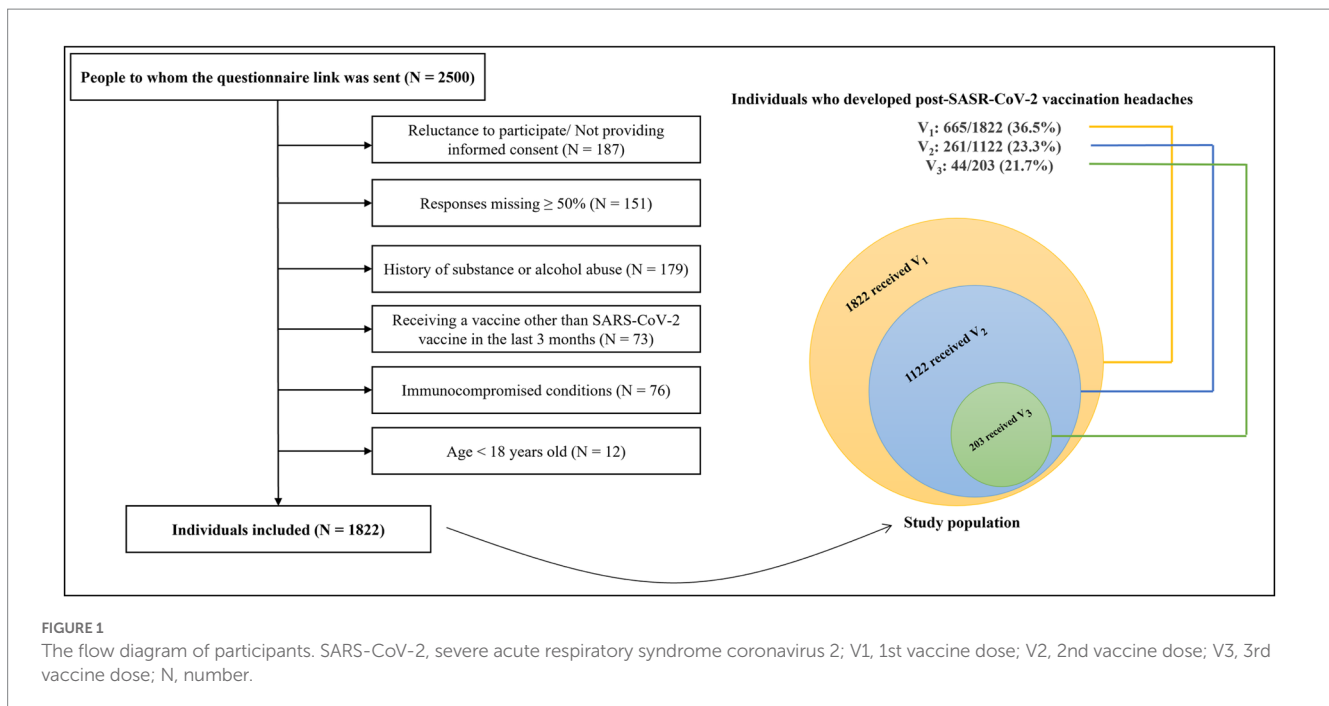 People to whom the questionnaire link was sent (N = 2500)
Reluctance to participate/ Not providing
informed consent (N = 187)
Responses missing ≥ 50% (N = 151)
History of substance or alcohol abuse (N = 179)
Receiving a vaccine other than SARS-CoV-2
vaccine in the last 3 months (N = 73)
Immunocompromised conditions (N = 76)
Age < 18 years old (N = 12)
Individuals included (N = 1822)
Individuals who developed post-SASR-CoV-2 vaccination headaches
V₁: 665/1822 (36.5%)
V₂: 261/1122 (23.3%)
V₃: 44/203 (21.7%)
1822 received V₁
1122 received V₂
203 received V₃
Study population
FIGURE 1
The flow diagram of participants. SARS-CoV-2, severe acute respiratory syndrome coronavirus 2; V1, 1st vaccine dose; V2, 2nd vaccine dose; V3, 3rd
vaccine dose; N, number.